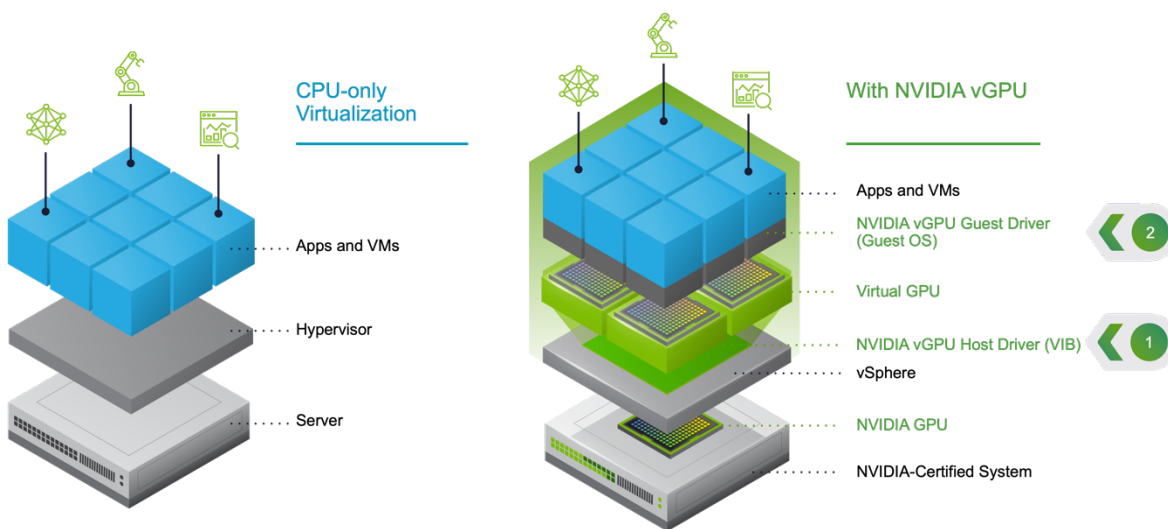 CPU-only
Virtualization
Apps and VMs
Hypervisor
Server
With NVIDIA vGPU
Apps and VMs
NVIDIA vGPU Guest Driver
(Guest OS)
2
Virtual GPU
NVIDIA vGPU Host Driver (VIB)
1
vSphere
NVIDIA GPU
NVIDIA-Certified System